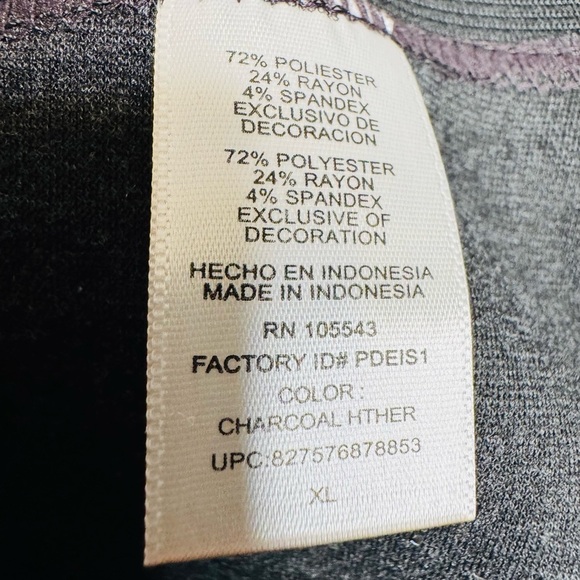 72% POLIESTER
24% RAYON
4% SPANDEX
EXCLUSIVO DE
DECORACION
72% POLYESTER
24% RAYON
4% SPANDEX
EXCLUSIVE OF
DECORATION
HECHO EN INDONESIA
MADE IN INDONESIA
RN 105543
FACTORY ID# PDEIS1
COLOR :
CHARCOAL HTHER
UPC:827576878853
XL